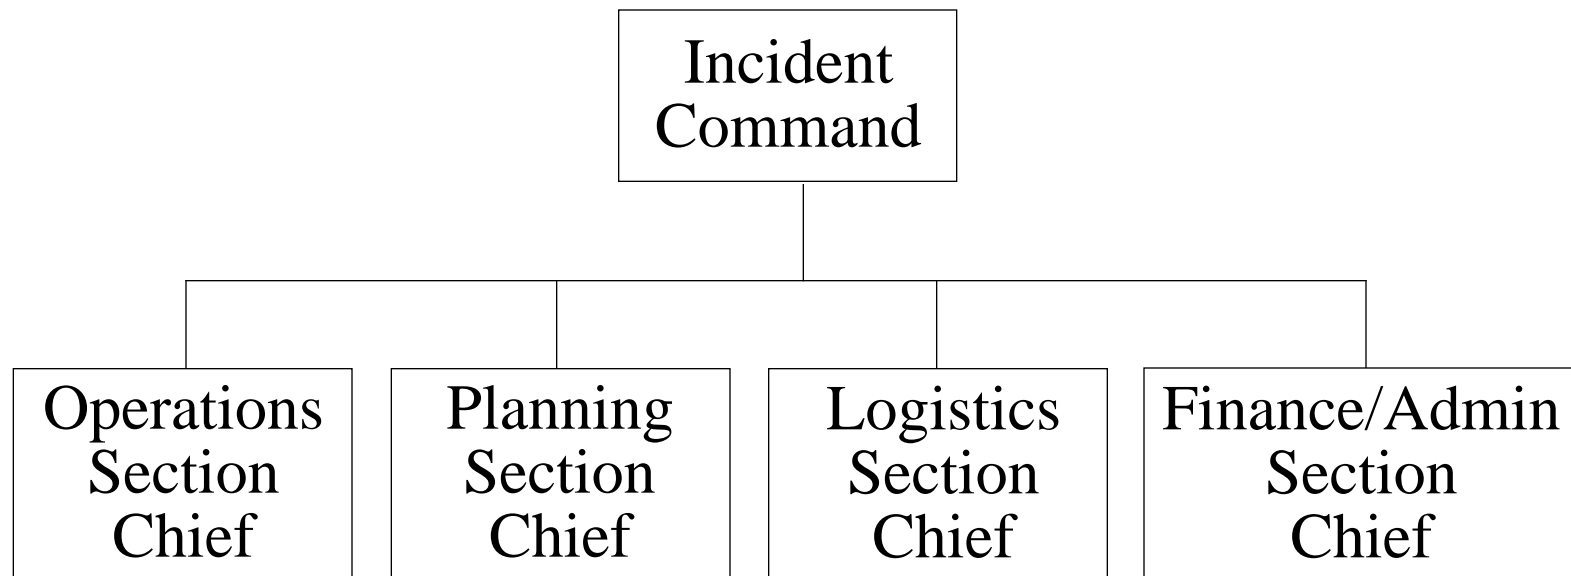 Incident
Command
Operations
Section
Chief
Planning
Section
Chief
Logistics
Section
Chief
Finance/Admin
Section
Chief